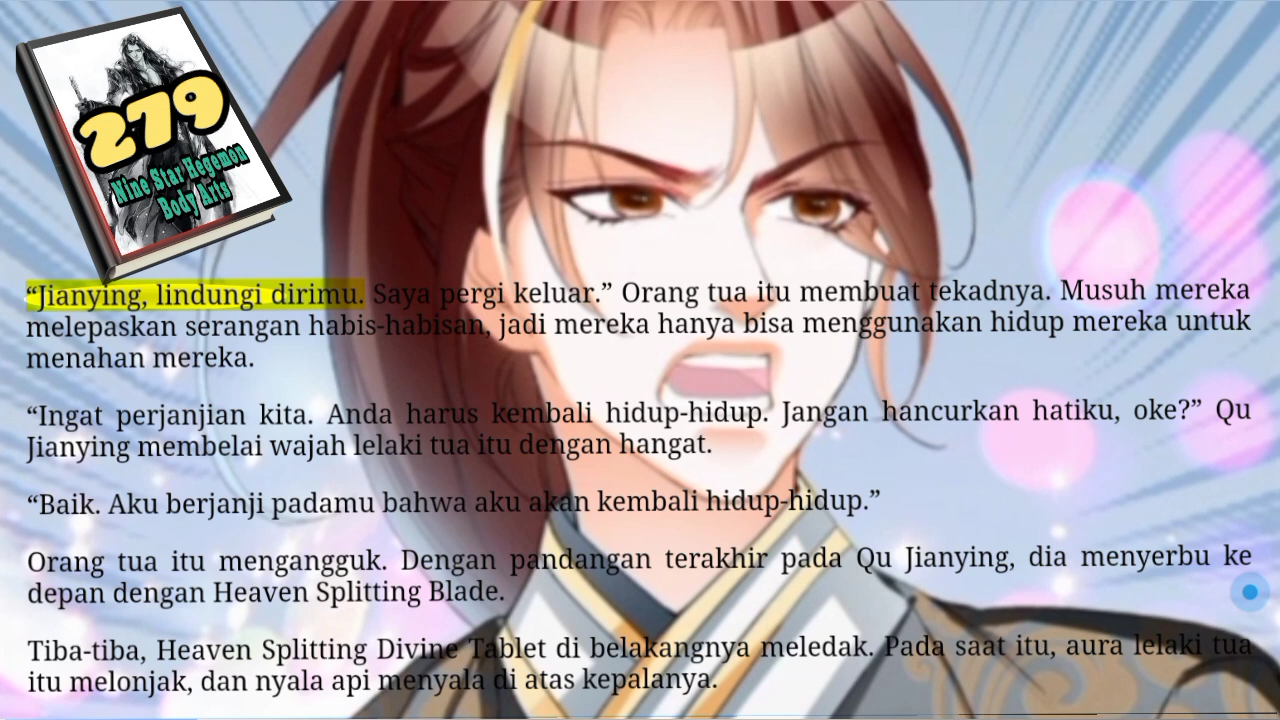 279
Nine Star Hegemon
Body Arts
“Jianying, lindungi dirimu. Saya pergi keluar.” Orang tua itu membuat tekadnya. Musuh mereka
melepaskan serangan habis-habisan, jadi mereka hanya bisa menggunakan hidup mereka untuk
menahan mereka.
“Ingat perjanjian kita. Anda harus kembali hidup-hidup. Jangan hancurkan hatiku, oke?” Qu
Jianying membelai wajah lelaki tua itu dengan hangat.
“Baik. Aku berjanji padamu bahwa aku akan kembali hidup-hidup.”
Orang tua itu mengangguk. Dengan pandangan terakhir pada Qu Jianying, dia menyerbu ke
depan dengan Heaven Splitting Blade.
Tiba-tiba, Heaven Splitting Divine Tablet di belakangnya meledak. Pada saat itu, aura lelaki tua
itu melonjak, dan nyala api menyala di atas kepalanya.